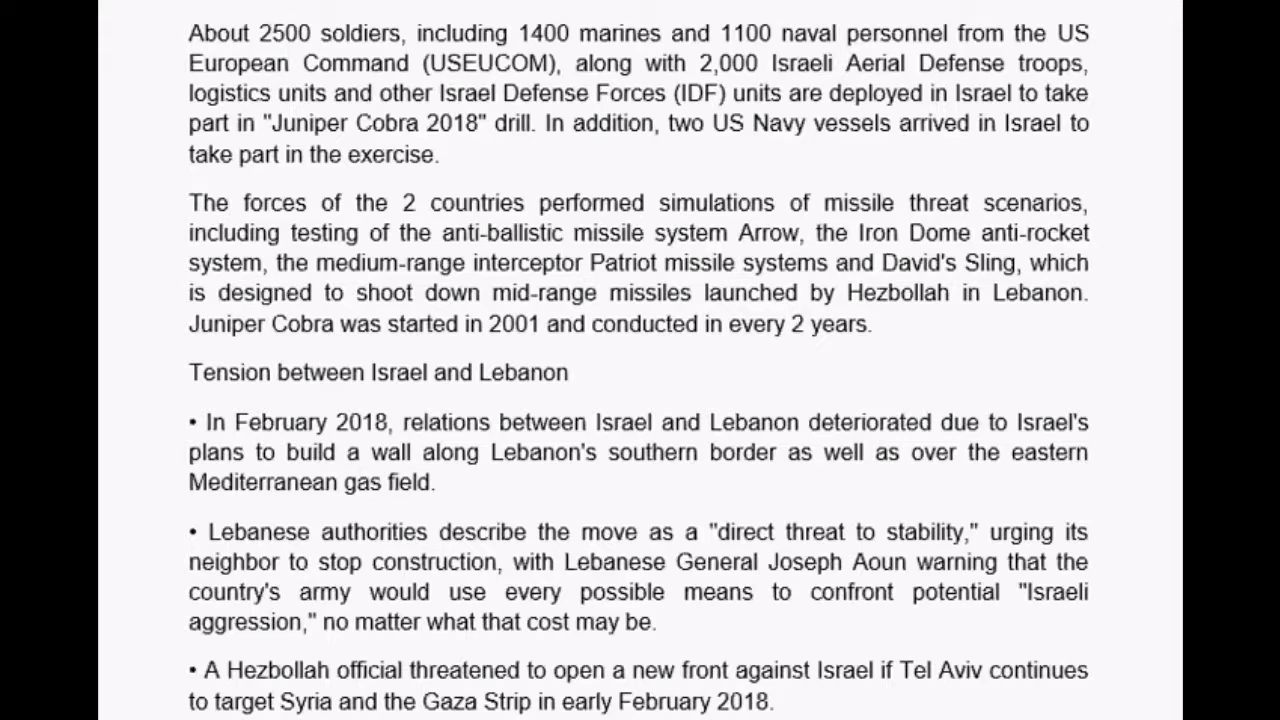 About 2500 soldiers, including 1400 marines and 1100 naval personnel from the US
European Command (USEUCOM), along with 2,000 Israeli Aerial Defense troops,
logistics units and other Israel Defense Forces (IDF) units are deployed in Israel to take
part in "Juniper Cobra 2018" drill. In addition, two US Navy vessels arrived in Israel to
take part in the exercise.
The forces of the 2 countries performed simulations of missile threat scenarios,
including testing of the anti-ballistic missile system Arrow, the Iron Dome anti-rocket
system, the medium-range interceptor Patriot missile systems and David's Sling, which
is designed to shoot down mid-range missiles launched by Hezbollah in Lebanon.
Juniper Cobra was started in 2001 and conducted in every 2 years.
Tension between Israel and Lebanon
• In February 2018, relations between Israel and Lebanon deteriorated due to Israel's
plans to build a wall along Lebanon's southern border as well as over the eastern
Mediterranean gas field.
• Lebanese authorities describe the move as a "direct threat to stability," urging its
neighbor to stop construction, with Lebanese General Joseph Aoun warning that the
country's army would use every possible means to confront potential "Israeli
aggression," no matter what that cost may be.
• A Hezbollah official threatened to open a new front against Israel if Tel Aviv continues
to target Syria and the Gaza Strip in early February 2018.